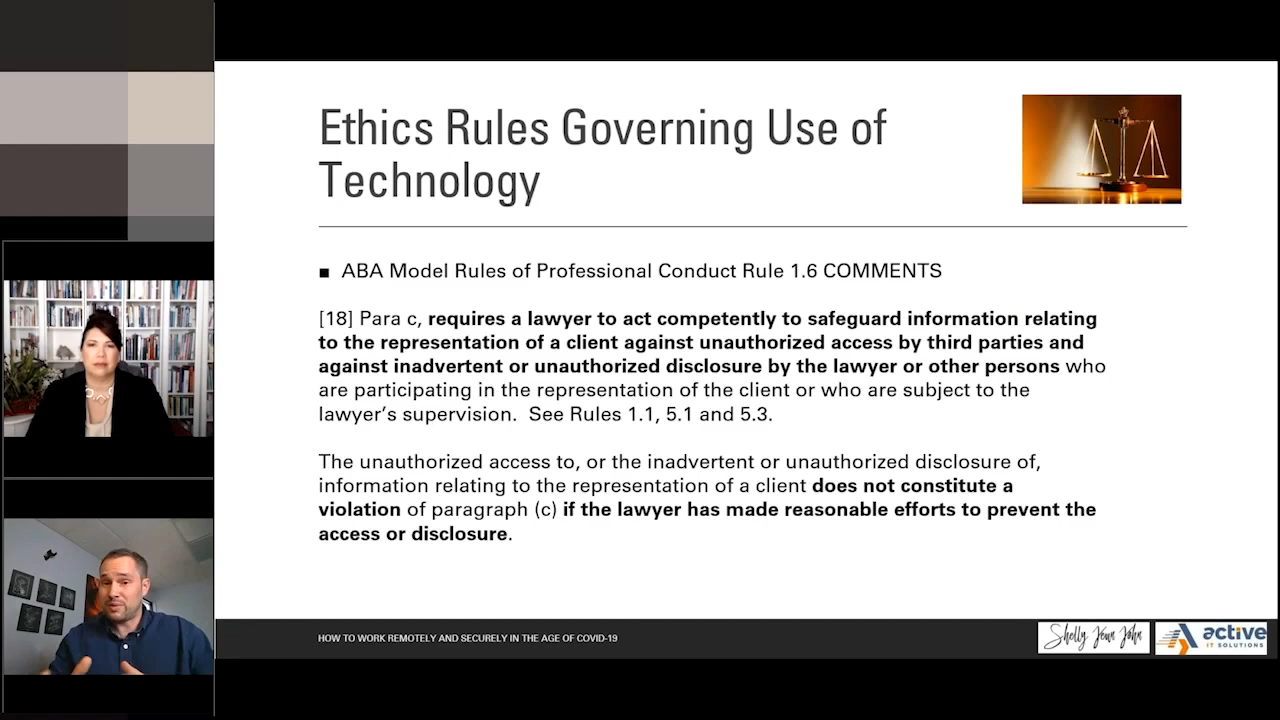 Ethics Rules Governing Use of
Technology
■ ABA Model Rules of Professional Conduct Rule 1.6 COMMENTS
[18] Para c, requires a lawyer to act competently to safeguard information relating
to the representation of a client against unauthorized access by third parties and
against inadvertent or unauthorized disclosure by the lawyer or other persons who
are participating in the representation of the client or who are subject to the
lawyer’s supervision.  See Rules 1.1, 5.1 and 5.3.
The unauthorized access to, or the inadvertent or unauthorized disclosure of,
information relating to the representation of a client does not constitute a
violation of paragraph (c) if the lawyer has made reasonable efforts to prevent the
access or disclosure.
HOW TO WORK REMOTELY AND SECURELY IN THE AGE OF COVID-19
Shelly Jean John
active
IT SOLUTIONS